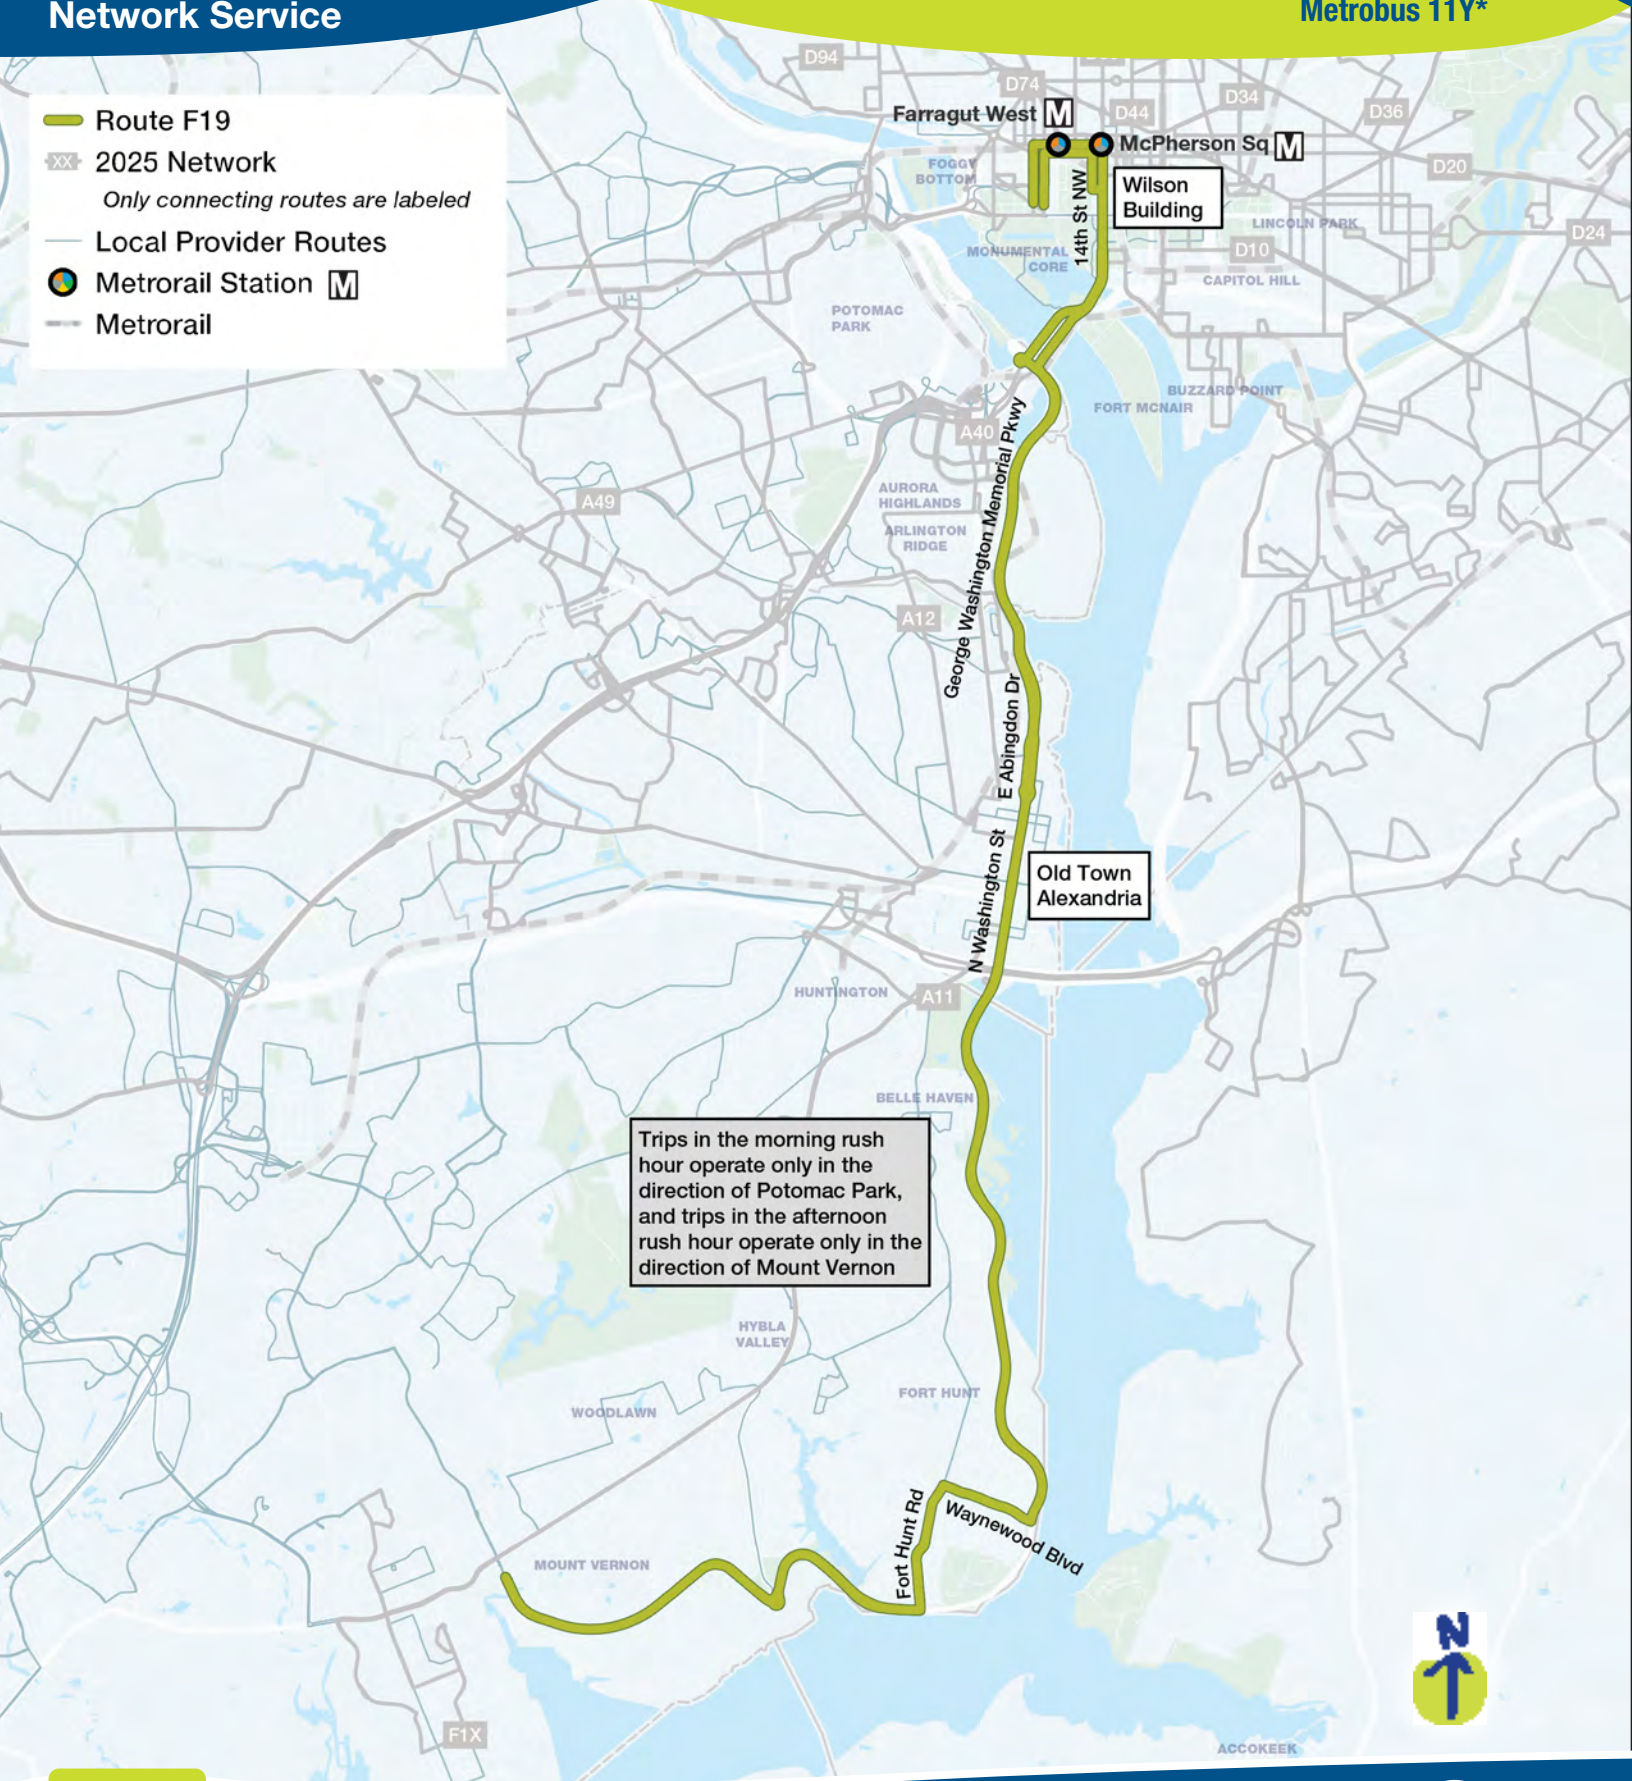 Network Service
Metrobus 11Y*
Route F19
XX
2025 Network
Only connecting routes are labeled
Local Provider Routes
Metrorail Station M
Metrorail
D94
D74
D44
D34
D36
D20
D24
D10
Farragut West M
McPherson Sq M
FOGGY
BOTTOM
14th St NW
Wilson
Building
LINCOLN PARK
MONUMENTAL
CORE
CAPITOL HILL
POTOMAC
PARK
BUZZARD POINT
FORT MCNAIR
A40
George Washington Memorial Pkwy
A49
AURORA
HIGHLANDS
ARLINGTON
RIDGE
A12
E Abingdon Dr
N Washington St
Old Town
Alexandria
HUNTINGTON
A11
BELLE HAVEN
Trips in the morning rush
hour operate only in the
direction of Potomac Park,
and trips in the afternoon
rush hour operate only in the
direction of Mount Vernon
HYBLA
VALLEY
FORT HUNT
WOODLAWN
Fort Hunt Rd
Waynewood Blvd
MOUNT VERNON
N
F1X
ACCOKEEK